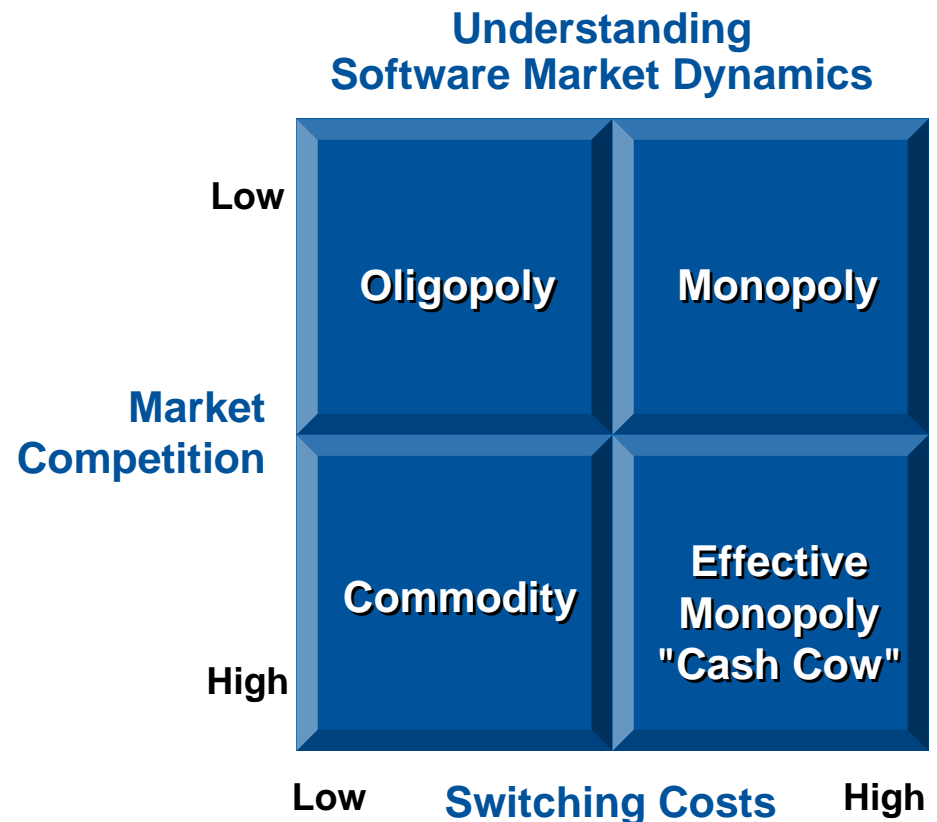 Understanding
Software Market Dynamics
Low
Oligopoly
Monopoly
Market
Competition
Commodity
Effective
Monopoly
"Cash Cow"
High
Low
Switching Costs
High